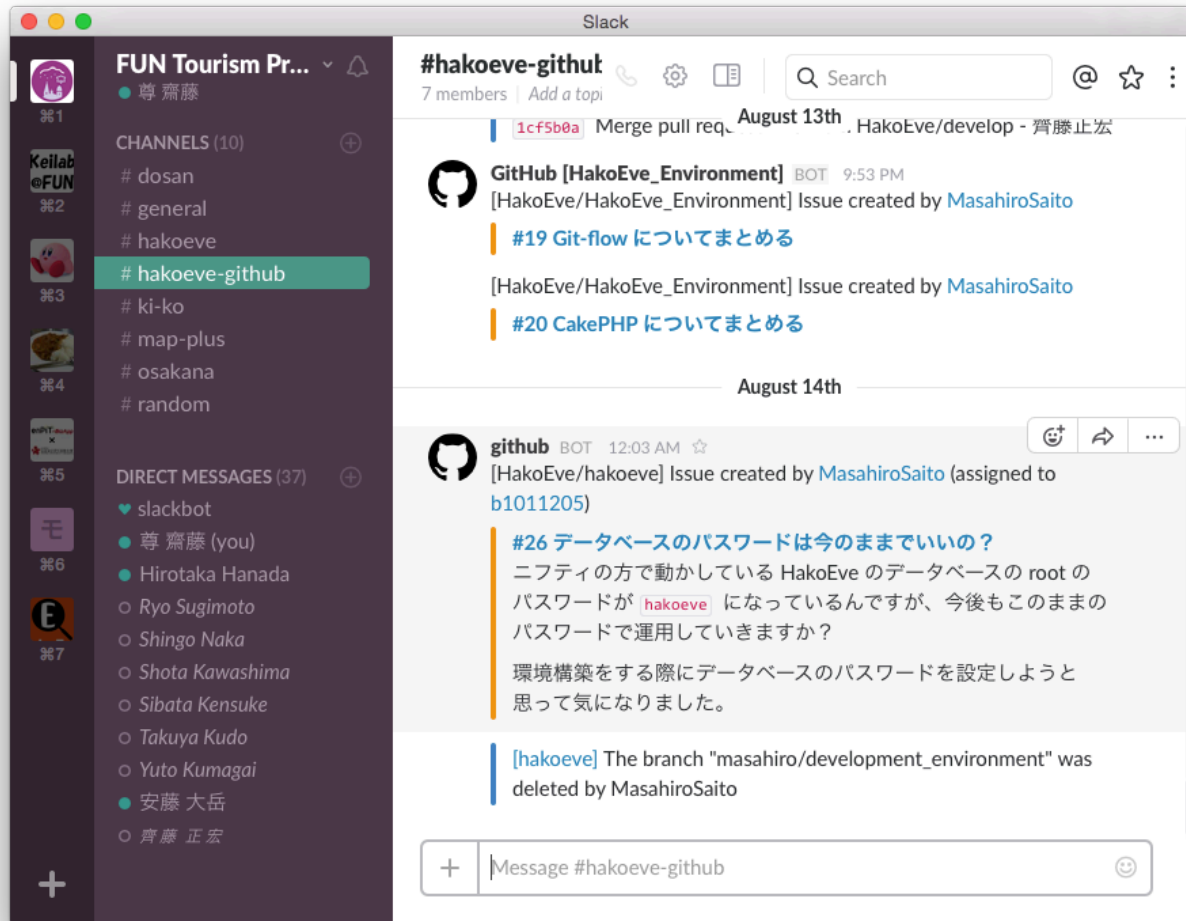 Slack
FUN Tourism Pr...
尊 齋藤
⌘1
CHANNELS (10)
# dosan
# general
# hakoeve
# hakoeve-github
# ki-ko
# map-plus
# osakana
# random
DIRECT MESSAGES (37)
slackbot
尊 齋藤 (you)
Hirotaka Hanada
Ryo Sugimoto
Shingo Naka
Shota Kawashima
Sibata Kensuke
Takuya Kudo
Yuto Kumagai
安藤 大岳
齊藤 正宏
Keilab
@FUN
⌘2
⌘3
⌘4
enPiT
×
⌘5
モ
⌘6
E
⌘7
#hakoeve-github
7 members
Add a topi
Search
August 13th
1cf5b0a Merge pull HakoEve/develop - 齊藤正宏
GitHub [HakoEve_Environment] BOT 9:53 PM
[HakoEve/HakoEve_Environment] Issue created by MasahiroSaito
#19 Git-flow についてまとめる
[HakoEve/HakoEve_Environment] Issue created by MasahiroSaito
#20 CakePHP についてまとめる
August 14th
github BOT 12:03 AM
[HakoEve/hakoeve] Issue created by MasahiroSaito (assigned to
b1011205)
#26 データベースのパスワードは今のままでいいの？
ニフティの方で動かしている HakoEve のデータベースの root の
パスワードが hakoeve になっているんですが、今後もこのままの
パスワードで運用していきますか？
環境構築をする際にデータベースのパスワードを設定しようと
思って気になりました。
[hakoeve] The branch "masahiro/development_environment" was
deleted by MasahiroSaito
Message #hakoeve-github